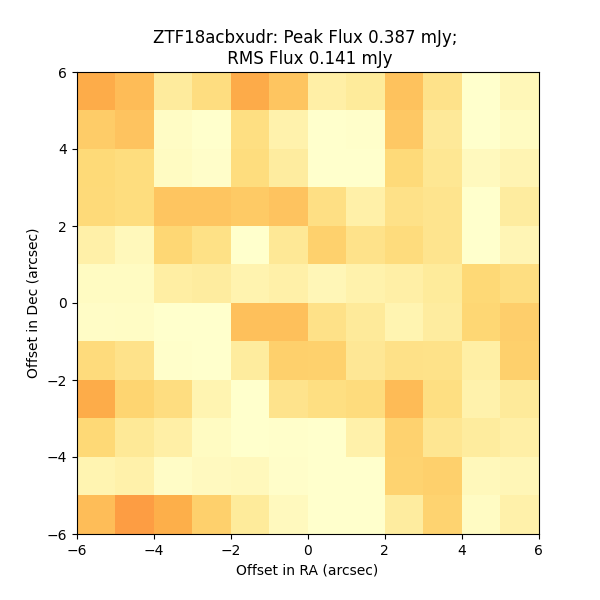 ZTF18acbxudr: Peak Flux 0.387 mJy;
RMS Flux 0.141 mJy
6
4
2
0
−2
−4
−6
Offset in Dec (arcsec)
−6 −4 −2 0 2 4 6
Offset in RA (arcsec)